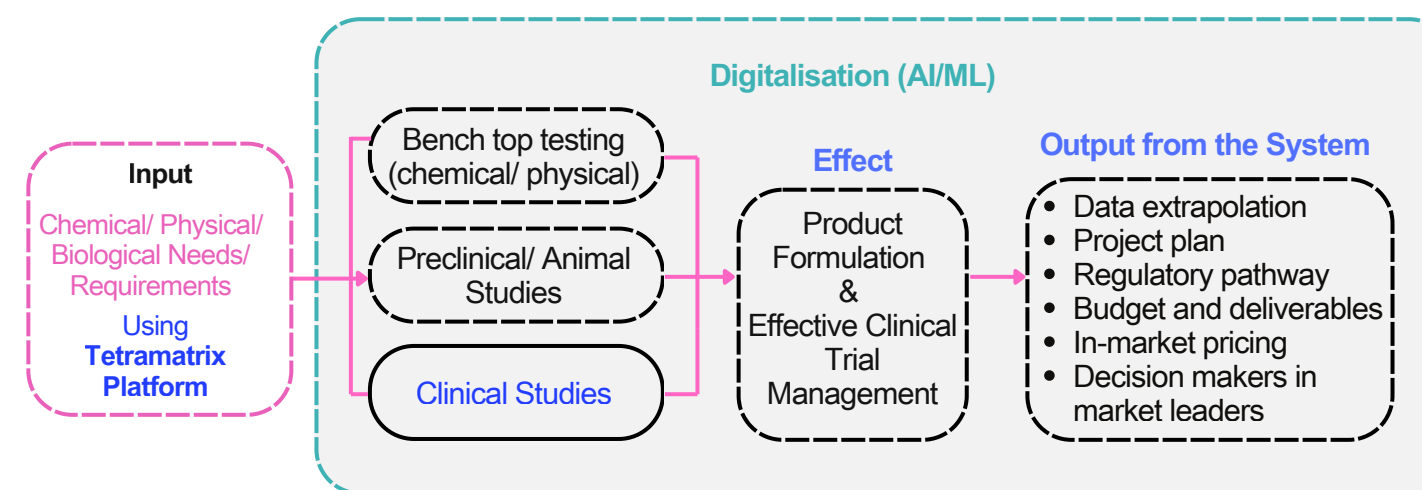 Digitalisation (AI/ML)
Input
Chemical/ Physical/
Biological Needs/
Requirements
Using
Tetramatrix
Platform
Bench top testing
(chemical/ physical)
Preclinical/ Animal
Studies
Clinical Studies
Effect
Product
Formulation
&
Effective Clinical
Trial
Management
Output from the System
• Data extrapolation
• Project plan
• Regulatory pathway
• Budget and deliverables
• In-market pricing
• Decision makers in
market leaders